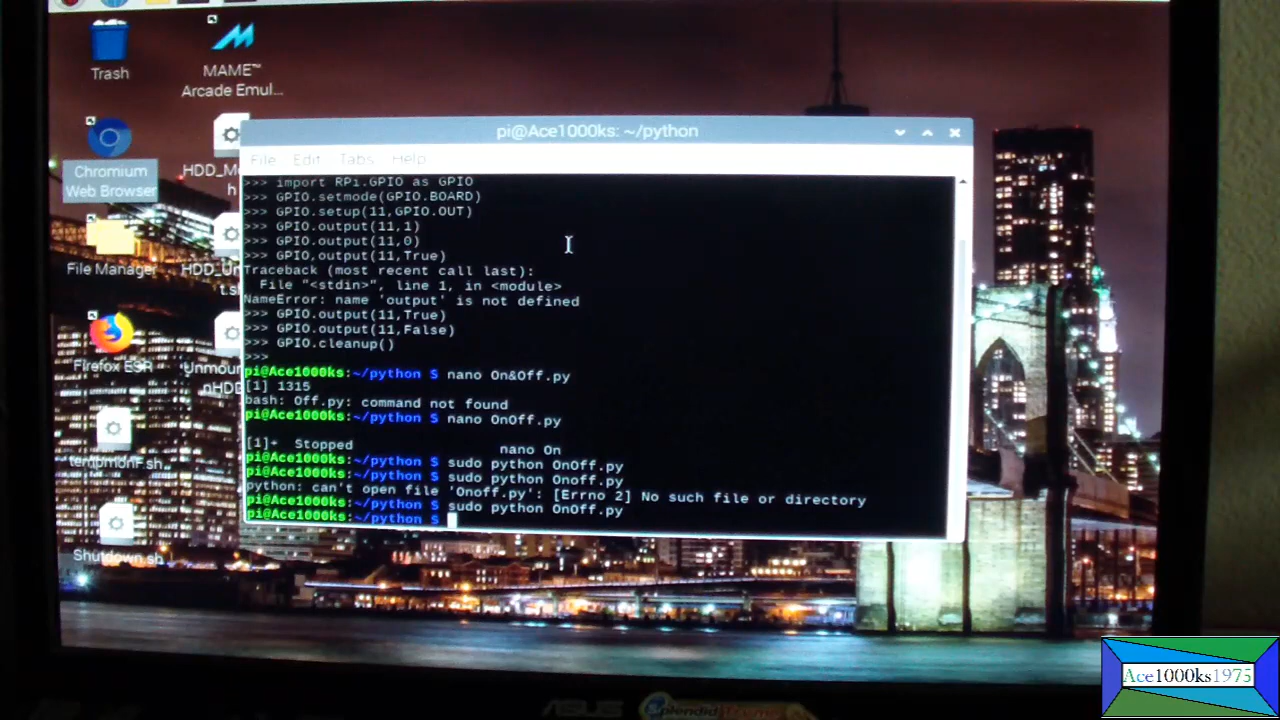 Trash
MAME™
Arcade Emul...
Chromium
Web Browser
HDD_M
h
File Manager
HDD_Un
t.s
Firefox ESR
Unmoun
nHDD
tempmonF.sh
Shutdown.sh
pi@Ace1000ks: ~/python
File Edit Tabs Help
>>> import RPi.GPIO as GPIO
>>> GPIO.setmode(GPIO.BOARD)
>>> GPIO.setup(11,GPIO.OUT)
>>> GPIO.output(11,1)
>>> GPIO.output(11,0)
>>> GPIO,output(11,True)
Traceback (most recent call last):
File "<stdin>", line 1, in <module>
NameError: name 'output' is not defined
>>> GPIO.output(11,True)
>>> GPIO.output(11,False)
>>> GPIO.cleanup()
>>>
pi@Ace1000ks:~/python $ nano On&Off.py
[1] 1315
bash: Off.py: command not found
pi@Ace1000ks:~/python $ nano OnOff.py
[1]+ Stopped nano On
pi@Ace1000ks:~/python $ sudo python OnOff.py
pi@Ace1000ks:~/python $ sudo python OnOff.py
python: can't open file 'Onoff.py': [Errno 2] No such file or directory
pi@Ace1000ks:~/python $ sudo python OnOff.py
pi@Ace1000ks:~/python $
ASUS
Splendid
Ace1000ks1975